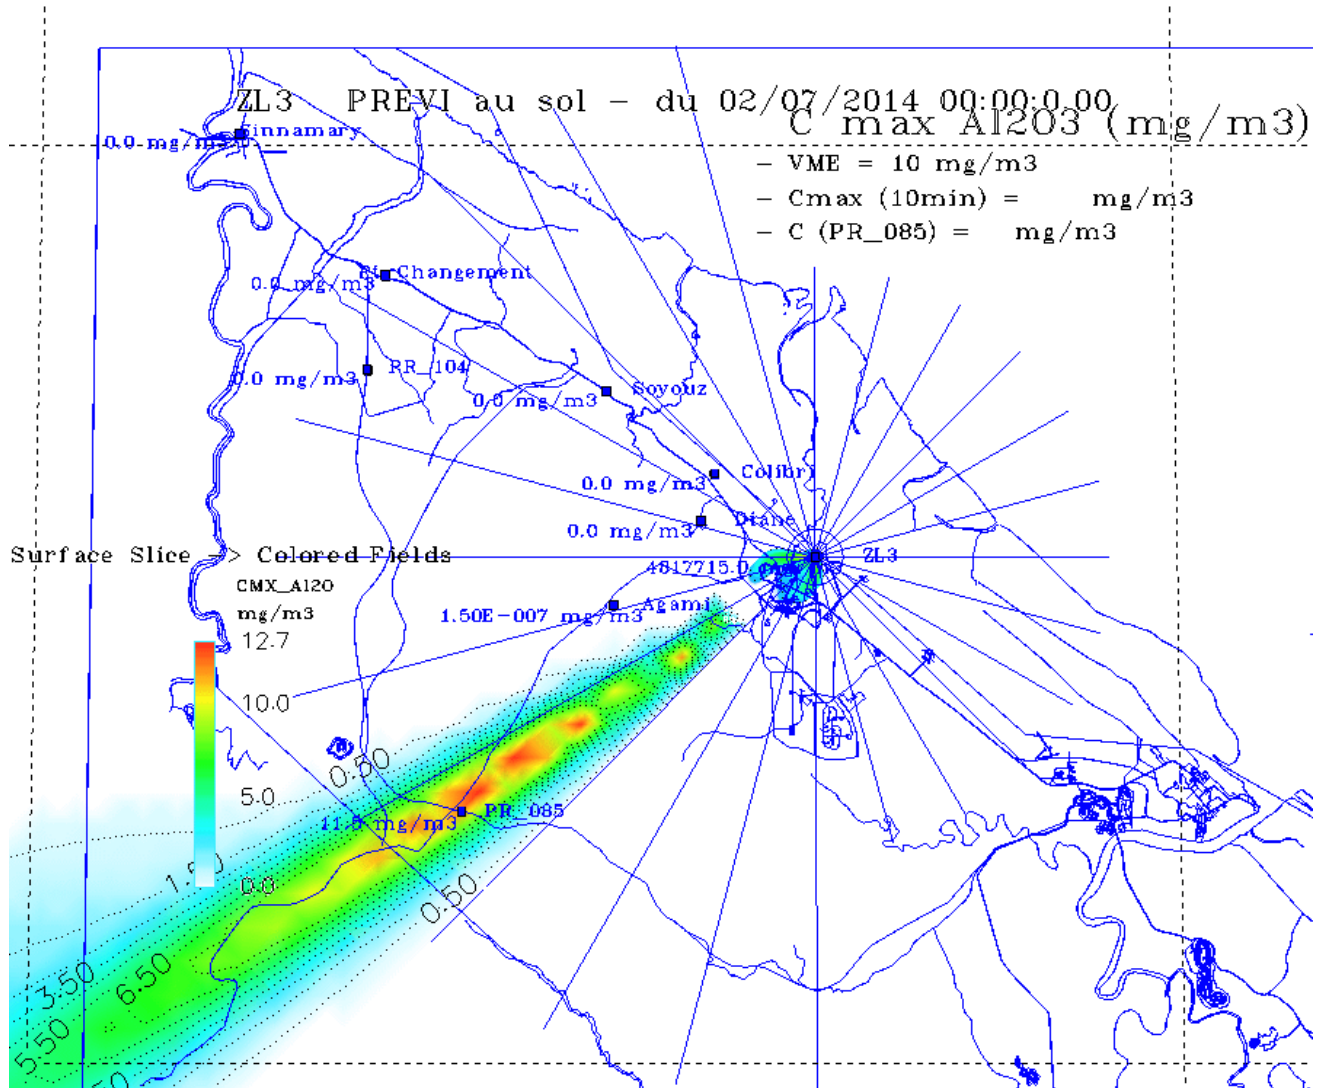 ZL3 PREVI au sol - du 02/07/2014 00:00:0.00
C max Al2O3 (mg/m3)
Sinnamary
0.0 mg/m3
- VME = 10 mg/m3
- Cmax (10min) = mg/m3
- C (PR_085) = mg/m3
Changement
0.0 mg/m3
PR_104
0.0 mg/m3
Soyouz
0.0 mg/m3
Colibri
0.0 mg/m3
Diane
0.0 mg/m3
Surface Slice -> Colored Fields
ZL3
4817715.0
CMX_Al2O
mg/m3
Agami
1.50E-007 mg/m3
12.7
10.0
5.0
0.0
0.50
PR_085
11.5 mg/m3
0.50
3.50
6.50
5.50